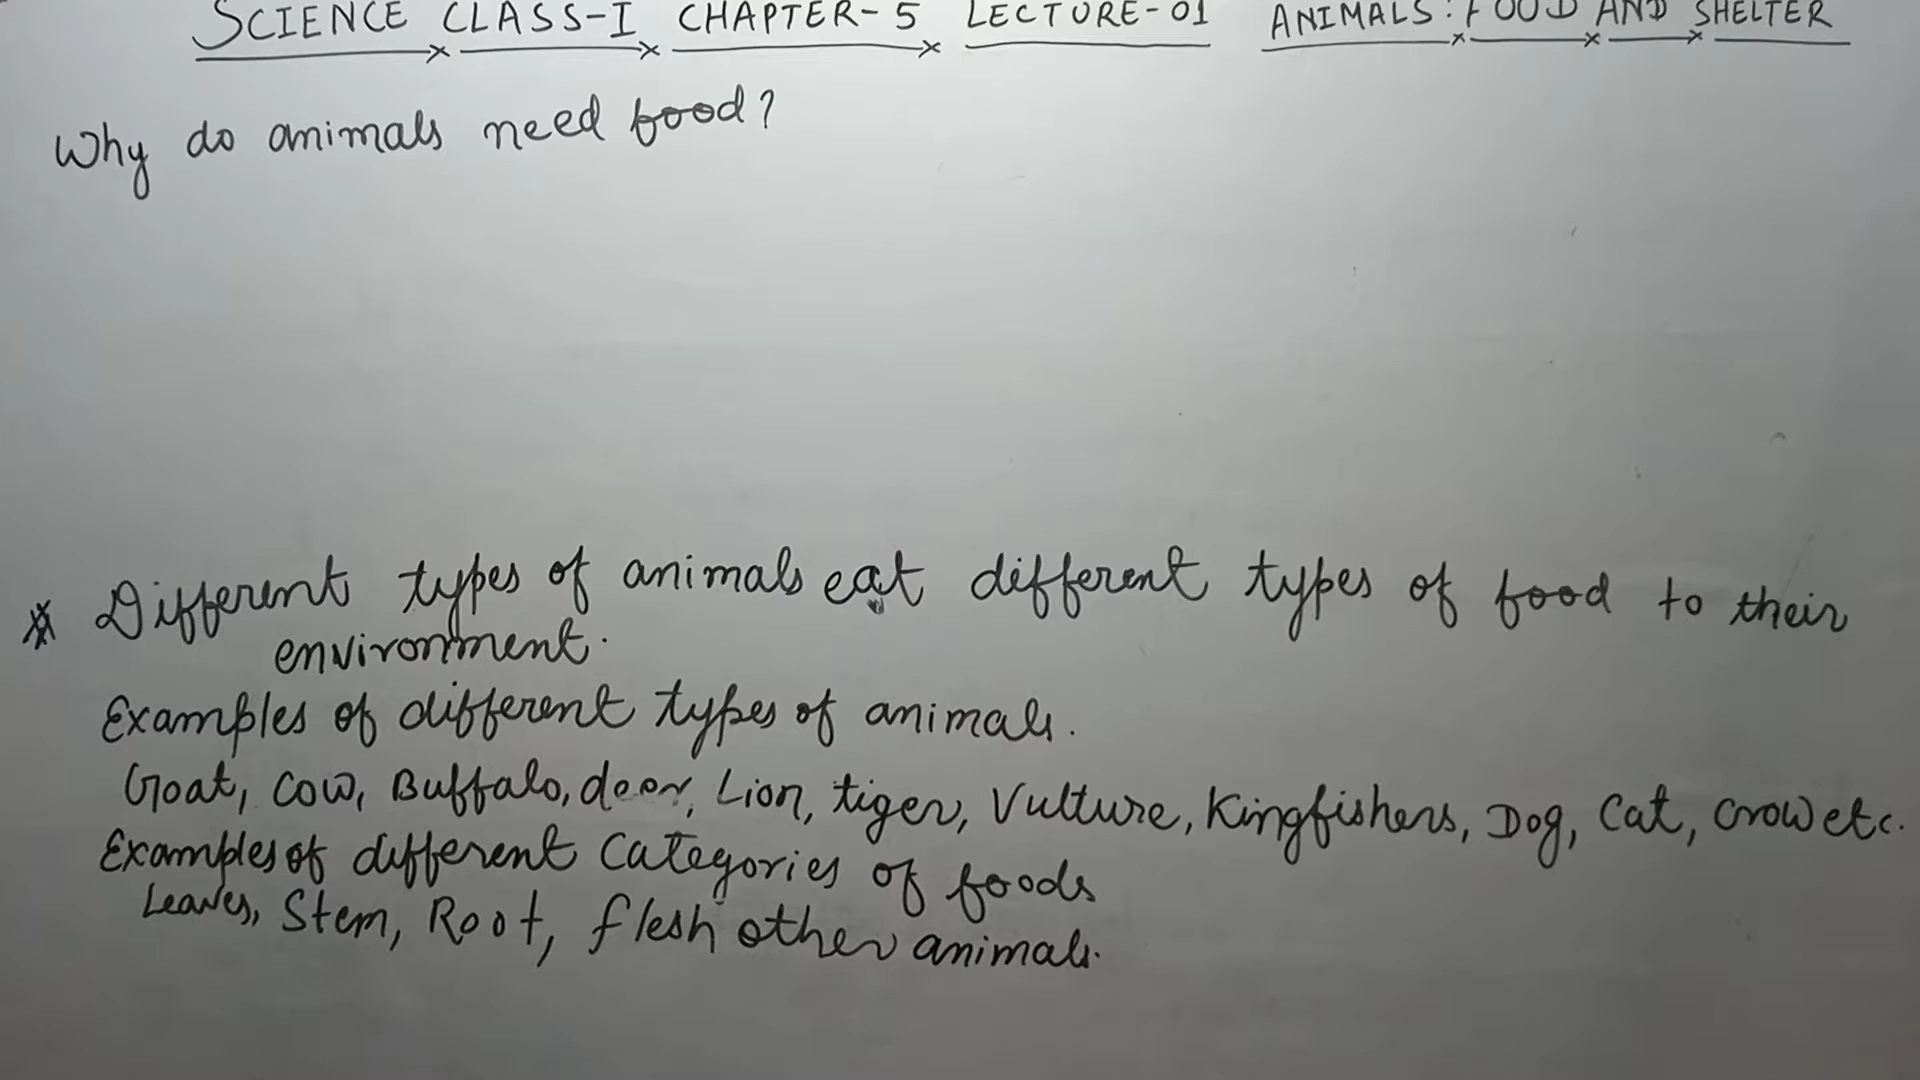 SCIENCE CLASS-I CHAPTER-5 LECTURE-01 ANIMALS: FOOD AND SHELTER
Why do animals need food?
* Different types of animals eat different types of food to their
environment.
Examples of different types of animals.
Goat, Cow, Buffalo, deer, Lion, tiger, Vulture, Kingfishers, Dog, Cat, Crow etc.
Examples of different Categories of foods
Leaves, Stem, Root, flesh other animals.